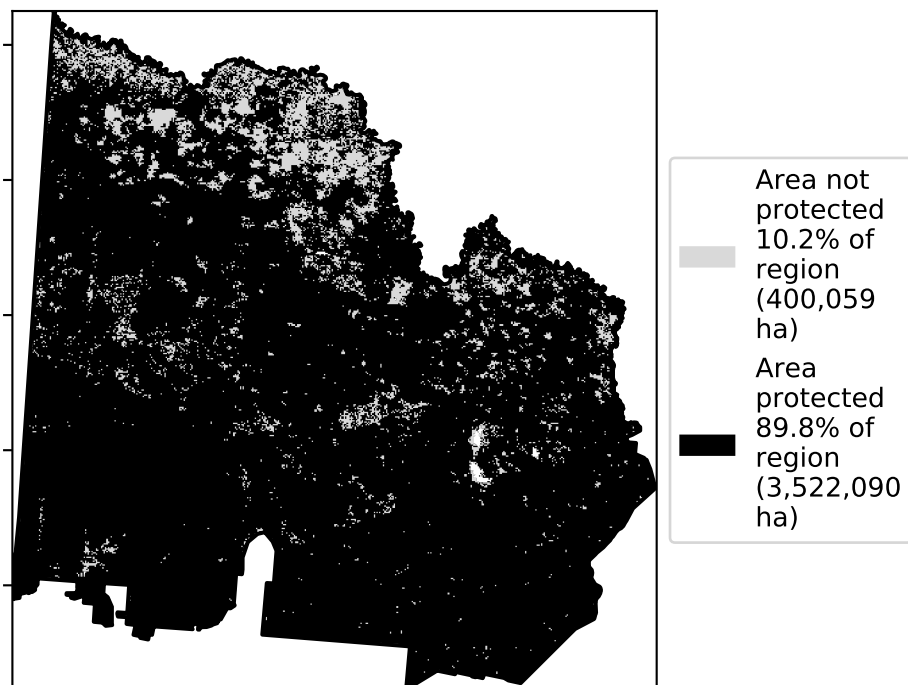 Area not
protected
10.2% of
region
(400,059
ha)
Area
protected
89.8% of
region
(3,522,090
ha)